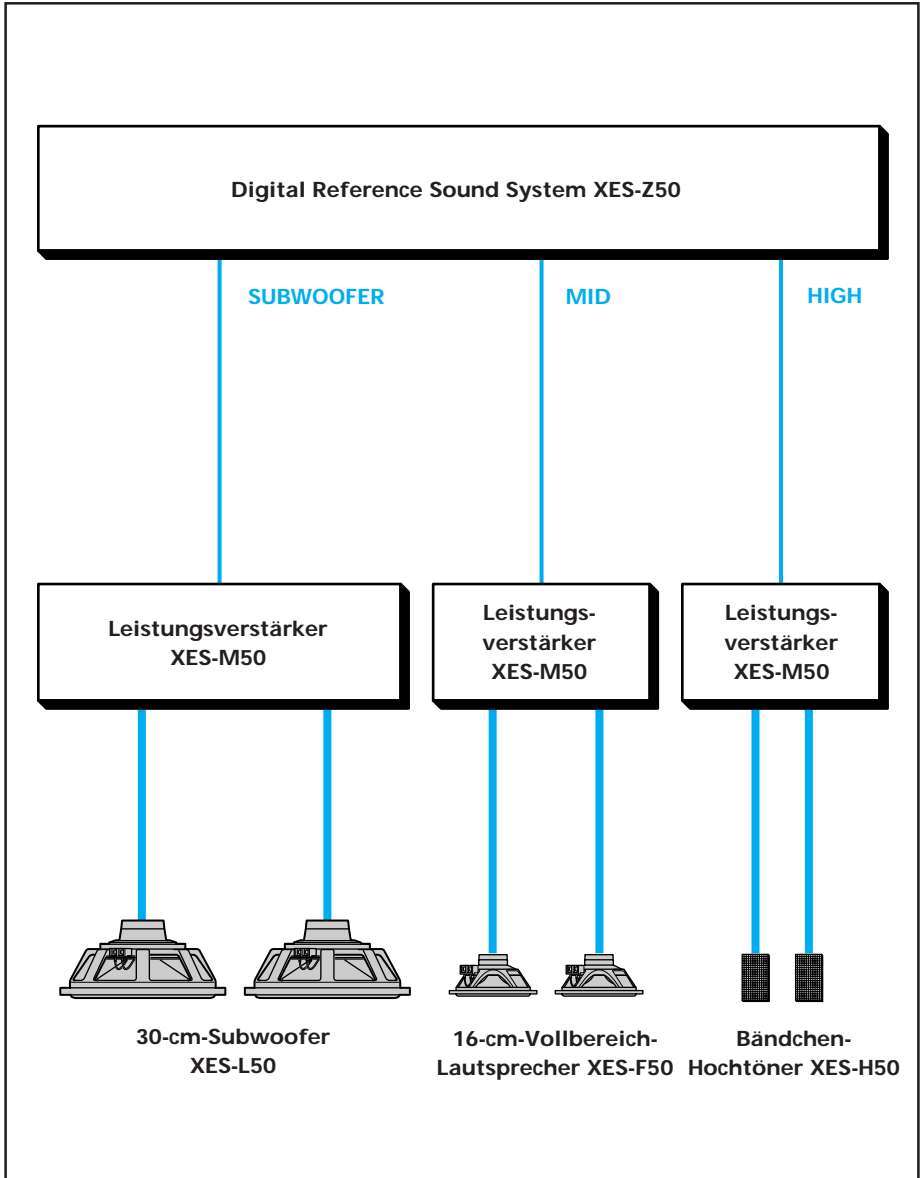 Digital Reference Sound System XES-Z50
SUBWOOFER
MID
HIGH
Leistungsverstärker
XES-M50
Leistungs-
verstärker
XES-M50
Leistungs-
verstärker
XES-M50
30-cm-Subwoofer
XES-L50
16-cm-Vollbereich-
Lautsprecher XES-F50
Bändchen-
Hochtöner XES-H50